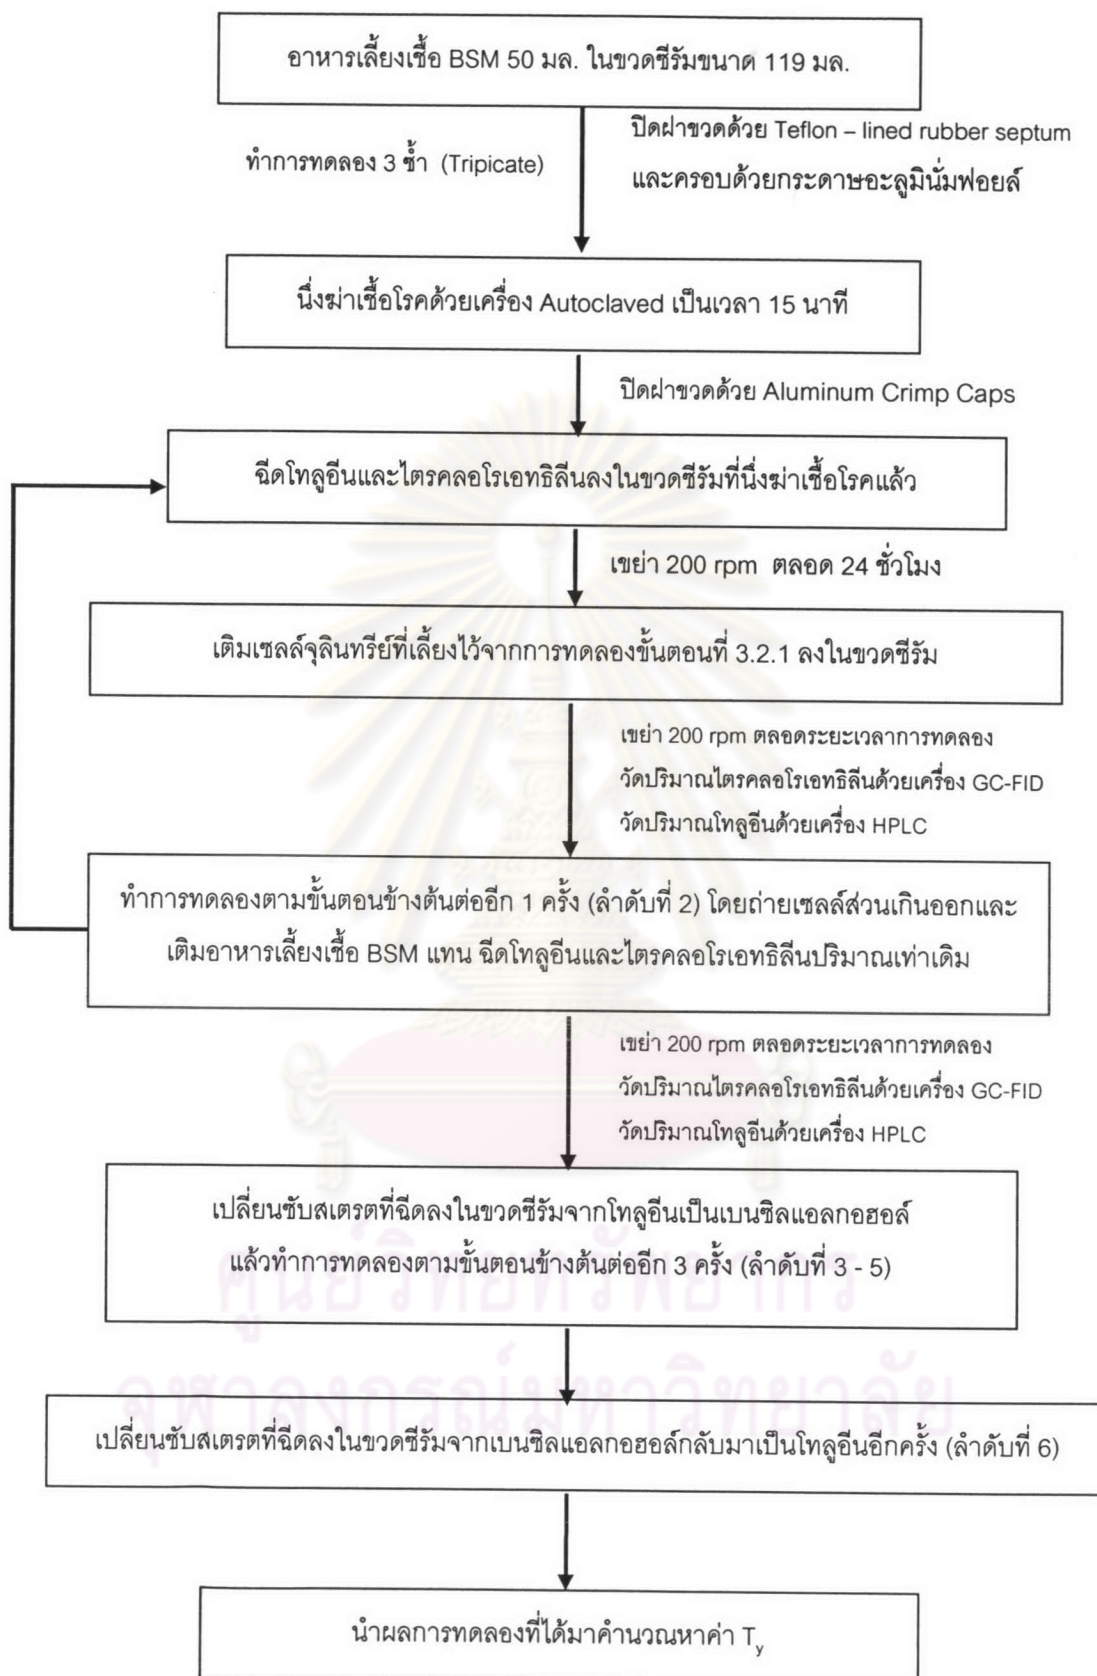 อาหารเลี้ยงเชื้อ BSM 50 มล. ในขวดซีรัมขนาด 119 มล.
ปิดฝาขวดด้วย Teflon – lined rubber septum
ทำการทดลอง 3 ซ้ำ (Tripicate)
และครอบด้วยกระดาษอะลูมินั่มฟอยล์
นึ่งฆ่าเชื้อโรคด้วยเครื่อง Autoclaved เป็นเวลา 15 นาที
ปิดฝาขวดด้วย Aluminum Crimp Caps
ฉีดโทลูอีนและไตรคลอโรเอทธิลีนลงในขวดซีรัมที่นึ่งฆ่าเชื้อโรคแล้ว
เขย่า 200 rpm ตลอด 24 ชั่วโมง
เติมเซลล์จุลินทรีย์ที่เลี้ยงไว้จากการทดลองขั้นตอนที่ 3.2.1 ลงในขวดซีรัม
เขย่า 200 rpm ตลอดระยะเวลาการทดลอง
วัดปริมาณไตรคลอโรเอทธิลีนด้วยเครื่อง GC-FID
วัดปริมาณโทลูอีนด้วยเครื่อง HPLC
ทำการทดลองตามขั้นตอนข้างต้นต่ออีก 1 ครั้ง (ลำดับที่ 2) โดยถ่ายเซลล์ส่วนเกินออกและ
เติมอาหารเลี้ยงเชื้อ BSM แทน ฉีดโทลูอีนและไตรคลอโรเอทธิลีนปริมาณเท่าเดิม
เขย่า 200 rpm ตลอดระยะเวลาการทดลอง
วัดปริมาณไตรคลอโรเอทธิลีนด้วยเครื่อง GC-FID
วัดปริมาณโทลูอีนด้วยเครื่อง HPLC
เปลี่ยนซับสเตรตที่ฉีดลงในขวดซีรัมจากโทลูอีนเป็นเบนซิลแอลกอฮอล์
แล้วทำการทดลองตามขั้นตอนข้างต้นต่ออีก 3 ครั้ง (ลำดับที่ 3 - 5)
ศูนย์วิทยทรัพยากร
จุฬาลงกรณ์มหาวิทยาลัย
เปลี่ยนซับสเตรตที่ฉีดลงในขวดซีรัมจากเบนซิลแอลกอฮอล์กลับมาเป็นโทลูอีนอีกครั้ง (ลำดับที่ 6)
นำผลการทดลองที่ได้มาคำนวณหาค่า T<sub>y</sub>